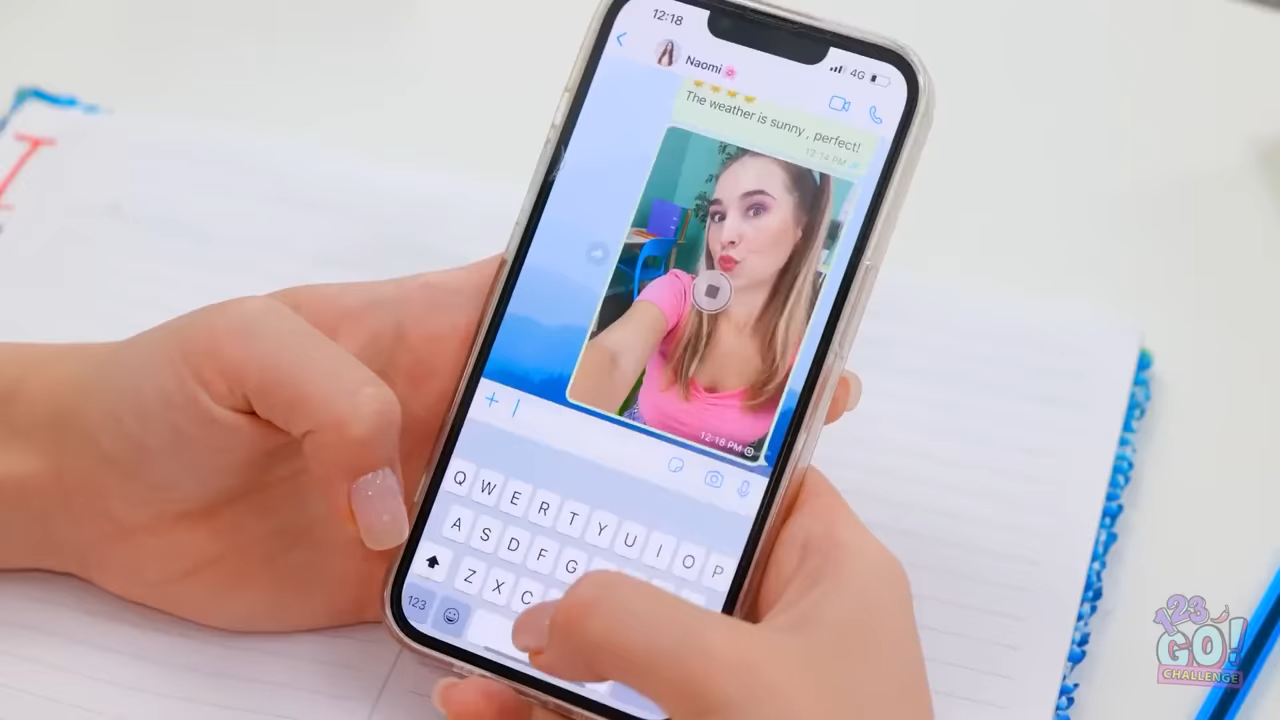 12:18
4G
Naomi
The weather is sunny , perfect!
12:14 PM
12:18 PM
Q W E R T Y U I O P
A S D F G
Z X C
123
123
GO!
CHALLENGE